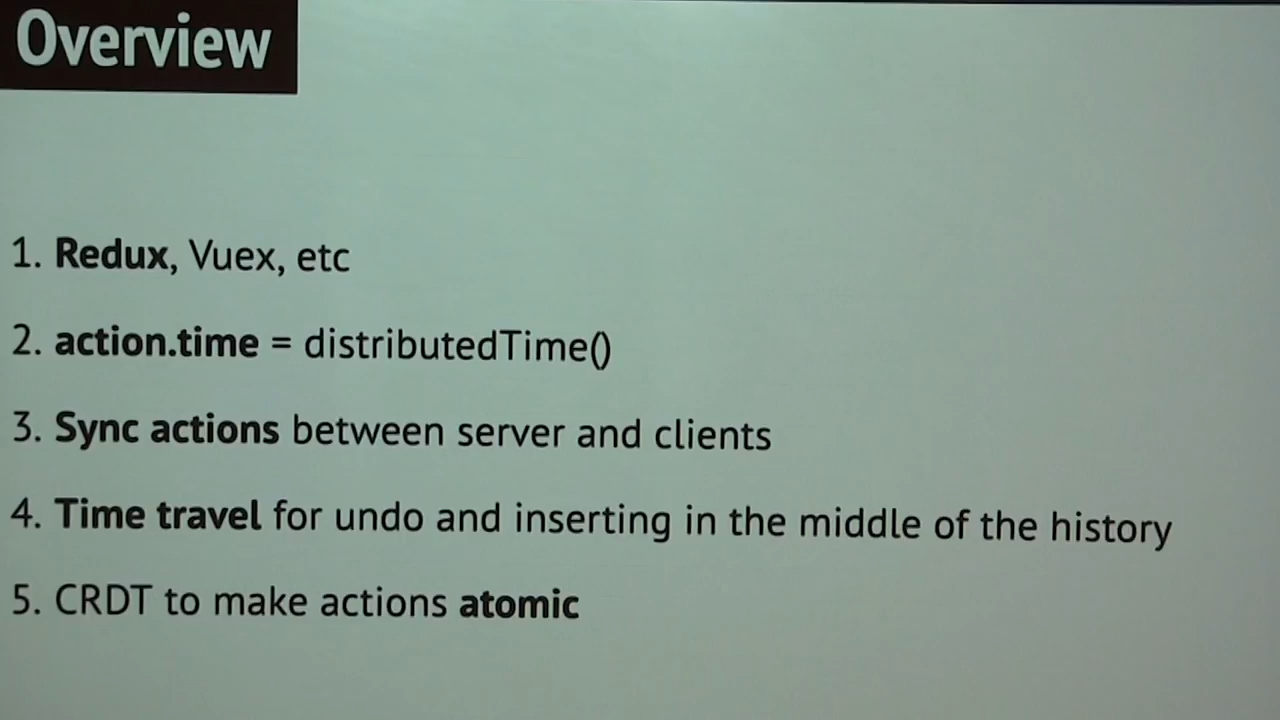 Overview
1. Redux, Vuex, etc
2. action.time = distributedTime()
3. Sync actions between server and clients
4. Time travel for undo and inserting in the middle of the history
5. CRDT to make actions atomic